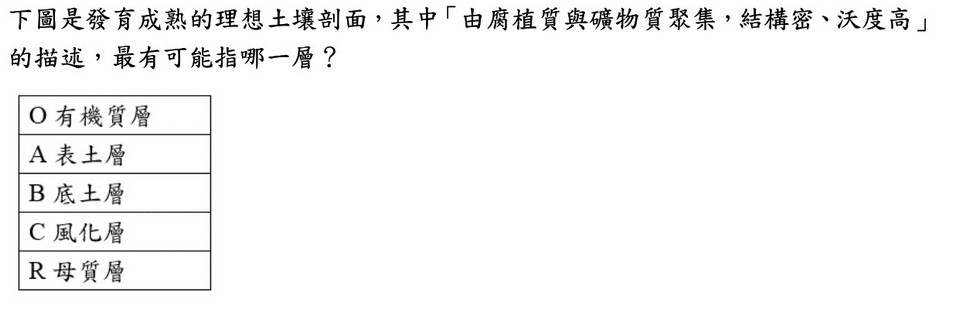 下圖是發育成熟的理想土壤剖面，其中「由腐植質與礦物質聚集，結構密、沃度高」
的描述，最有可能指哪一層？
O 有機質層
A 表土層
B 底土層
C 風化層
R 母質層